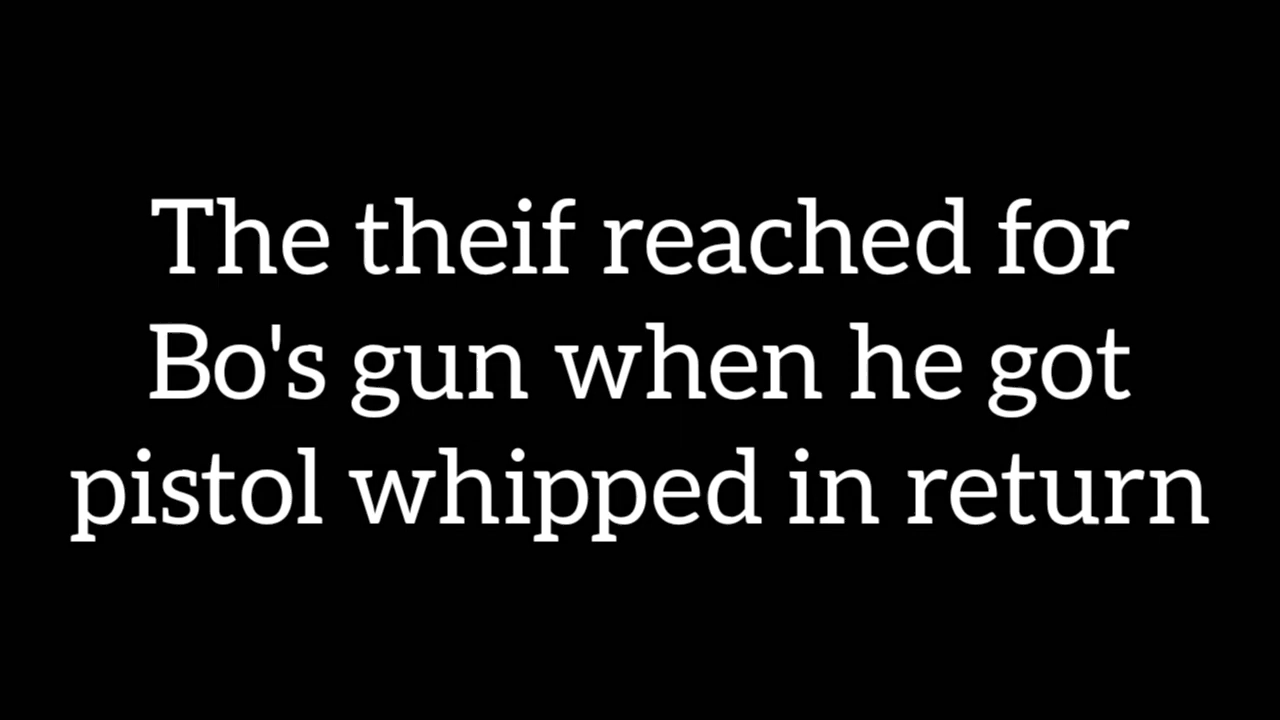 The theif reached for
Bo's gun when he got
pistol whipped in return